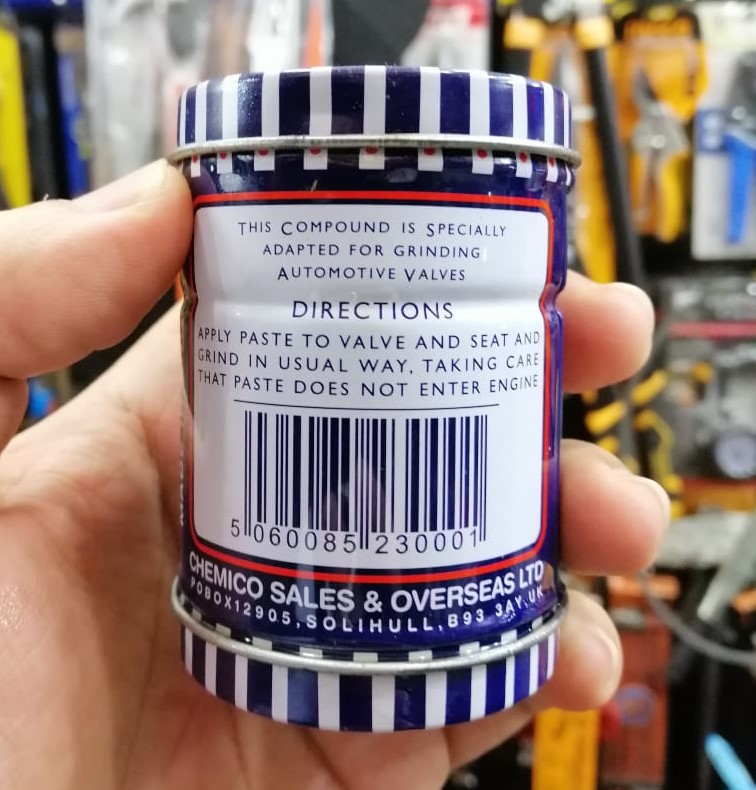 THIS COMPOUND IS SPECIALLY
ADAPTED FOR GRINDING
AUTOMOTIVE VALVES
DIRECTIONS
APPLY PASTE TO VALVE AND SEAT AND
GRIND IN USUAL WAY, TAKING CARE
THAT PASTE DOES NOT ENTER ENGINE
5 060085 230001
CHEMICO SALES & OVERSEAS LTD
POBOX12905,SOLIHULL,B93 3AY.UK